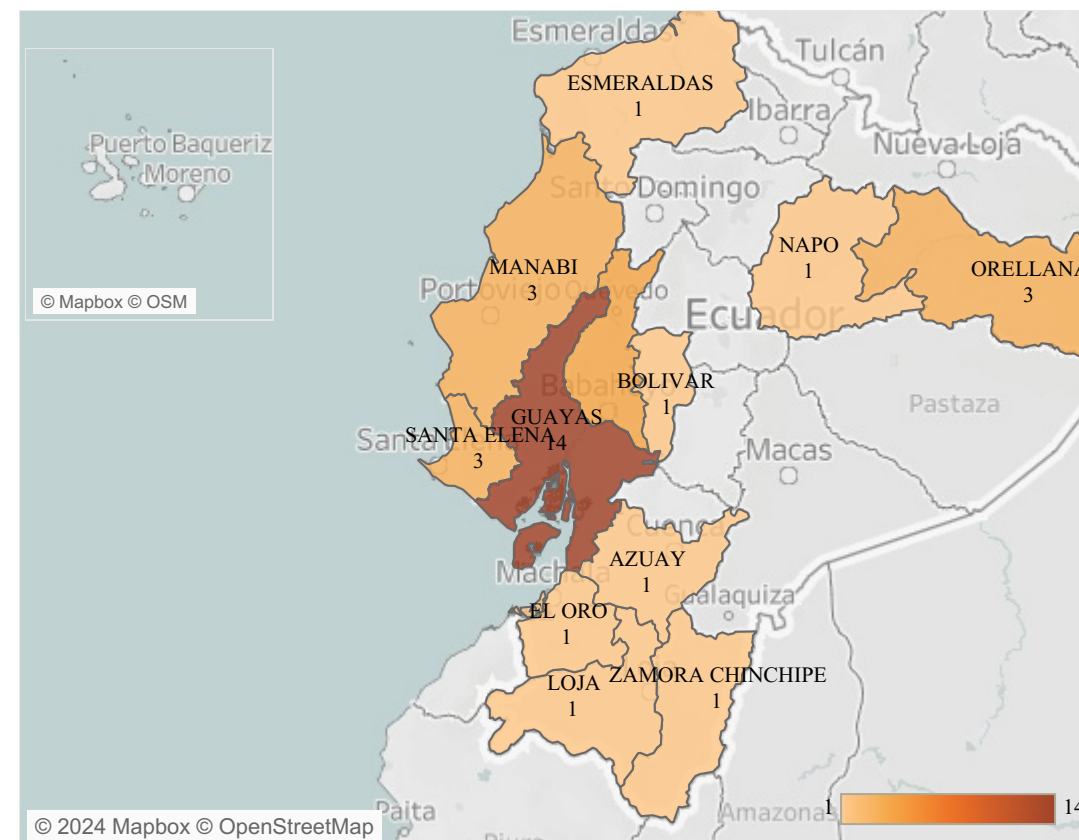 Esmeraldas
Tulcán
ESMERALDAS
1
Ibarra
Nueva Loja
Puerto Baqueriz
Moreno
Santo Domingo
NAPO
1
MANABI
3
ORELLANA
3
Portoviejo
Quevedo
© Mapbox © OSM
Ecuador
Babahoyo
BOLIVAR
1
Pastaza
GUAYAS
14
SANTA ELENA
3
Macas
Cuenca
AZUAY
1
Machala
Gualaquiza
EL ORO
1
ZAMORA CHINCHIPE
1
LOJA
1
1
14
Paita
Amazonas
Piura
© 2024 Mapbox © OpenStreetMap